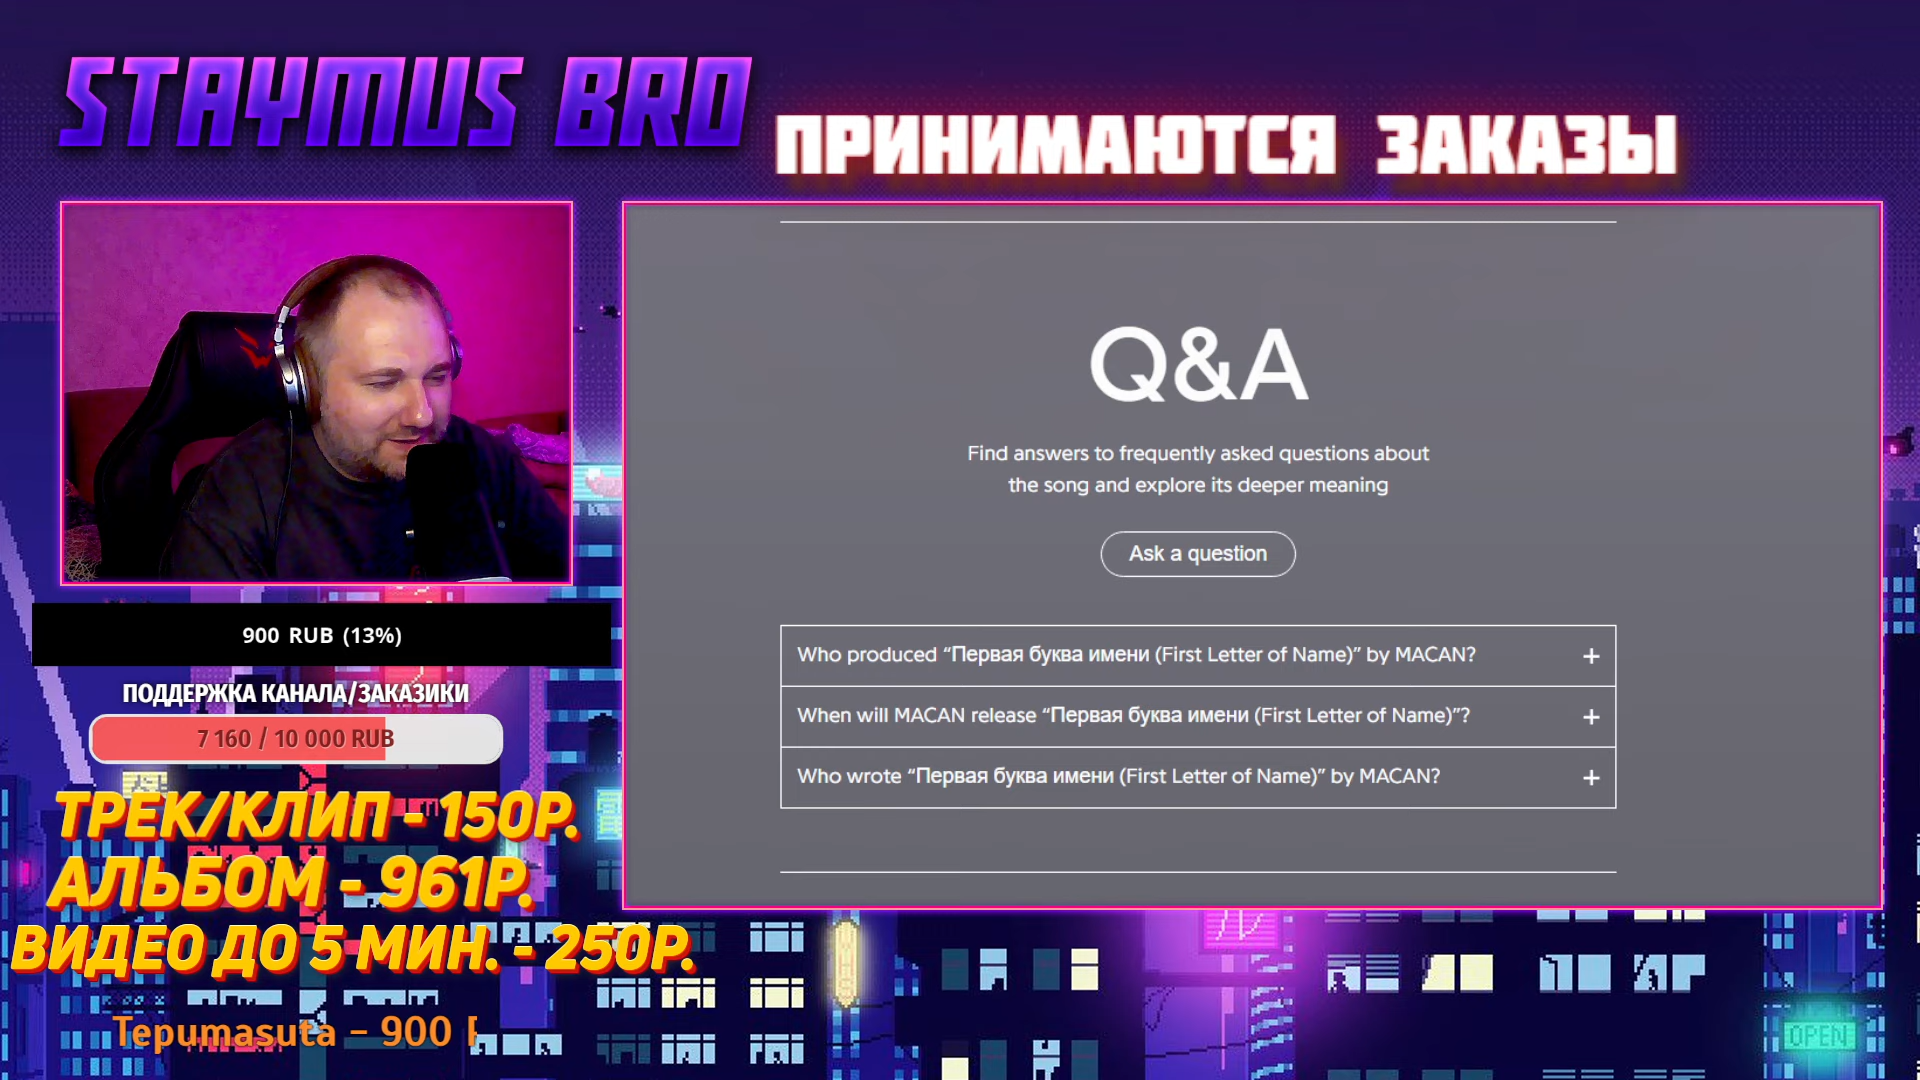 STAYMUS BRO
ПРИНИМАЮТСЯ ЗАКАЗЫ
Q&A
Find answers to frequently asked questions about
the song and explore its deeper meaning
Ask a question
Who produced “Первая буква имени (First Letter of Name)” by MACAN?
When will MACAN release “Первая буква имени (First Letter of Name)”?
Who wrote “Первая буква имени (First Letter of Name)” by MACAN?
900 RUB (13%)
ПОДДЕРЖКА КАНАЛА/ЗАКАЗИКИ
7 160 / 10 000 RUB
ТРЕК/КЛИП - 150Р.
АЛЬБОМ - 961Р.
ВИДЕО ДО 5 МИН. - 250Р.
Tepumasuta - 900
OPEN